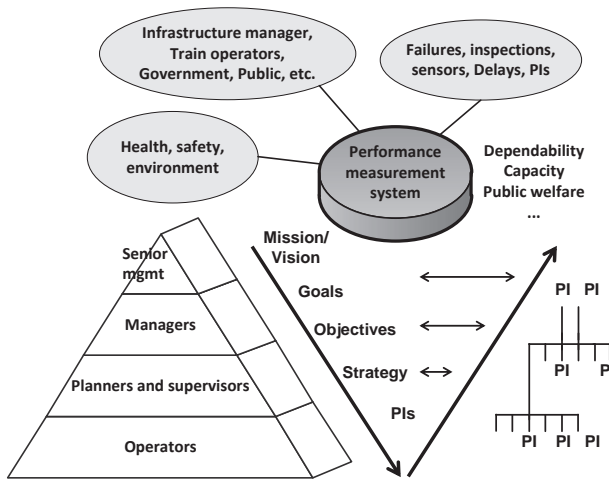 Infrastructure manager,
Train operators,
Government, Public, etc.
Failures, inspections,
sensors, Delays, PIs
Health, safety,
environment
Performance
measurement
system
Dependability
Capacity
Public welfare
...
Mission/
Vision
Goals
Objectives
Strategy
PIs
Senior
mgmt
Managers
Planners and supervisors
Operators
PI PI
PI P
PI PI PI